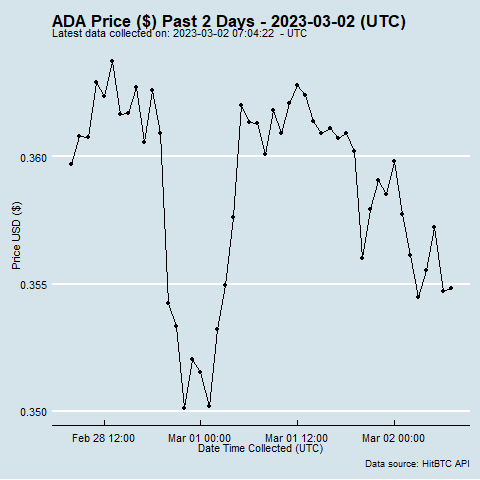 ADA Price ($) Past 2 Days - 2023-03-02 (UTC)
Latest data collected on: 2023-03-02 07:04:22 - UTC
0.360
0.355
0.350
Price USD ($)
Feb 28 12:00
Mar 01 00:00
Mar 01 12:00
Mar 02 00:00
Date Time Collected (UTC)
Data source: HitBTC API